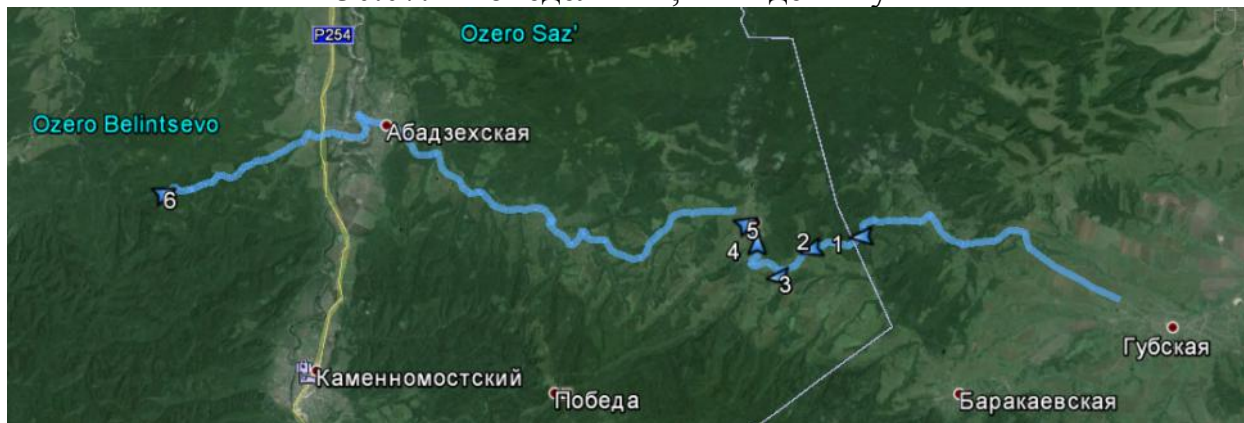 P254
Ozero Saz'
Ozero Belintsevo
Абадзехская
6
5
4
2
1
3
Губская
Каменномостский
Победа
Баракаевская